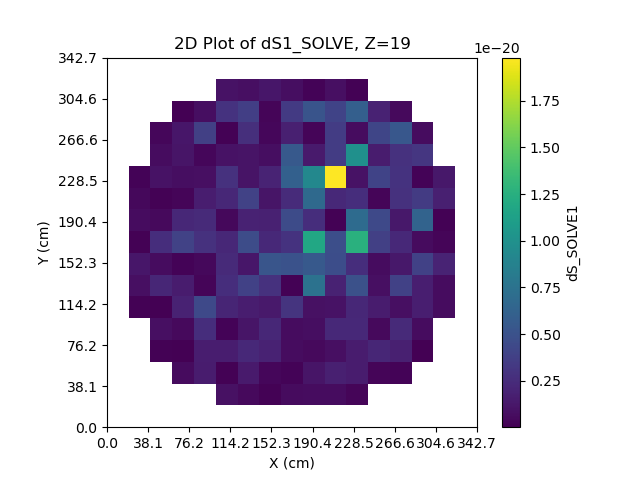 2D Plot of dS1_SOLVE, Z=19
1e−20
342.7
304.6
266.6
228.5
190.4
152.3
114.2
76.2
38.1
0.0
Y (cm)
0.0 38.1 76.2 114.2 152.3 190.4 228.5 266.6 304.6 342.7
X (cm)
1.75
1.50
1.25
1.00
0.75
0.50
0.25
dS_SOLVE1